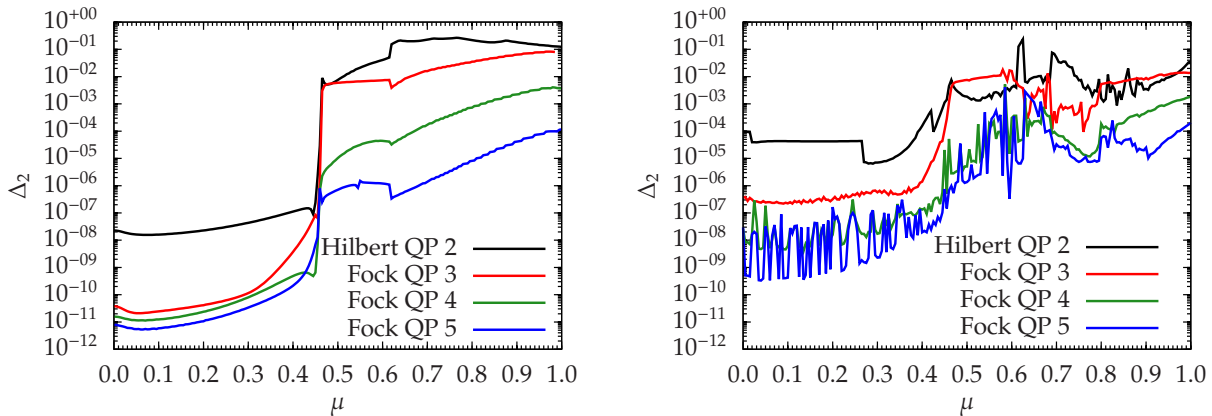 10⁺⁰⁰
10⁻⁰¹
10⁻⁰²
10⁻⁰³
10⁻⁰⁴
10⁻⁰⁵
10⁻⁰⁶
10⁻⁰⁷
10⁻⁰⁸
10⁻⁰⁹
10⁻¹⁰
10⁻¹¹
10⁻¹²
Δ₂
Hilbert QP 2
Fock QP 3
Fock QP 4
Fock QP 5
0.0 0.1 0.2 0.3 0.4 0.5 0.6 0.7 0.8 0.9 1.0
μ
10⁺⁰⁰
10⁻⁰¹
10⁻⁰²
10⁻⁰³
10⁻⁰⁴
10⁻⁰⁵
10⁻⁰⁶
10⁻⁰⁷
10⁻⁰⁸
10⁻⁰⁹
10⁻¹⁰
10⁻¹¹
10⁻¹²
Δ₂
Hilbert QP 2
Fock QP 3
Fock QP 4
Fock QP 5
0.0 0.1 0.2 0.3 0.4 0.5 0.6 0.7 0.8 0.9 1.0
μ